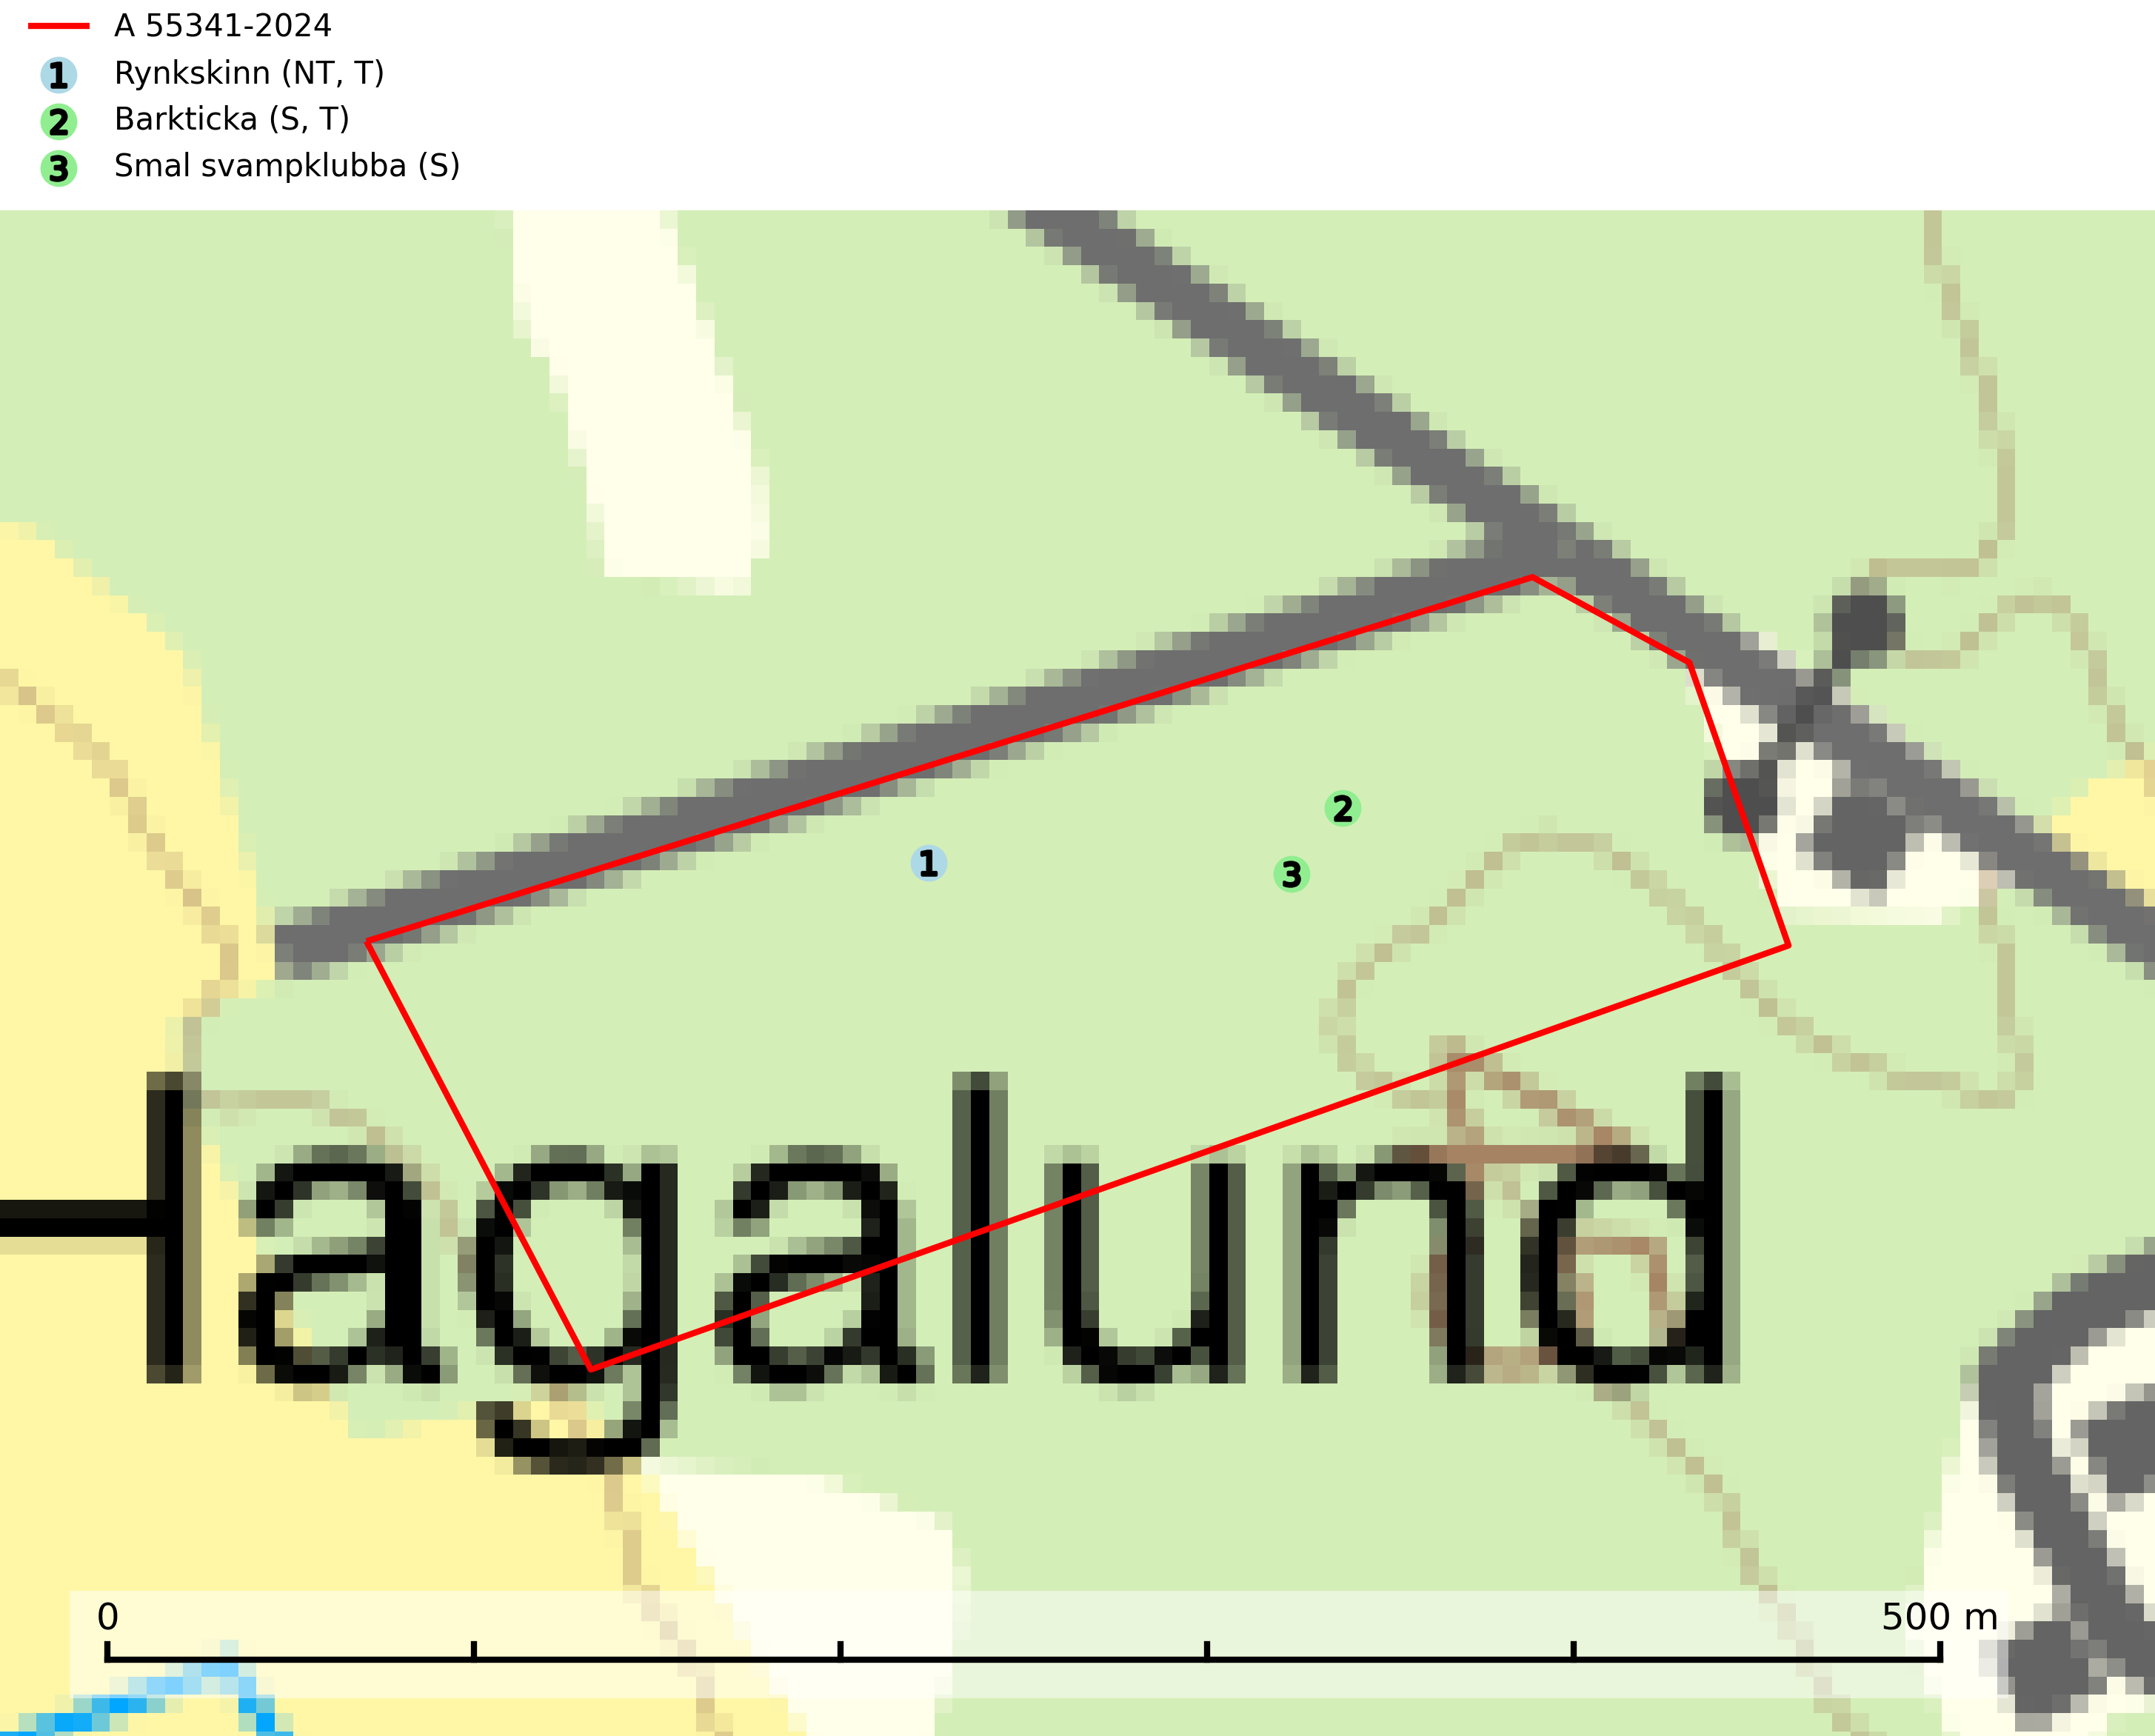 A 55341-2024
1 Rynkskinn (NT, T)
2 Barkticka (S, T)
3 Smal svampklubba (S)
2
1
3
Hagalund
0 500 m